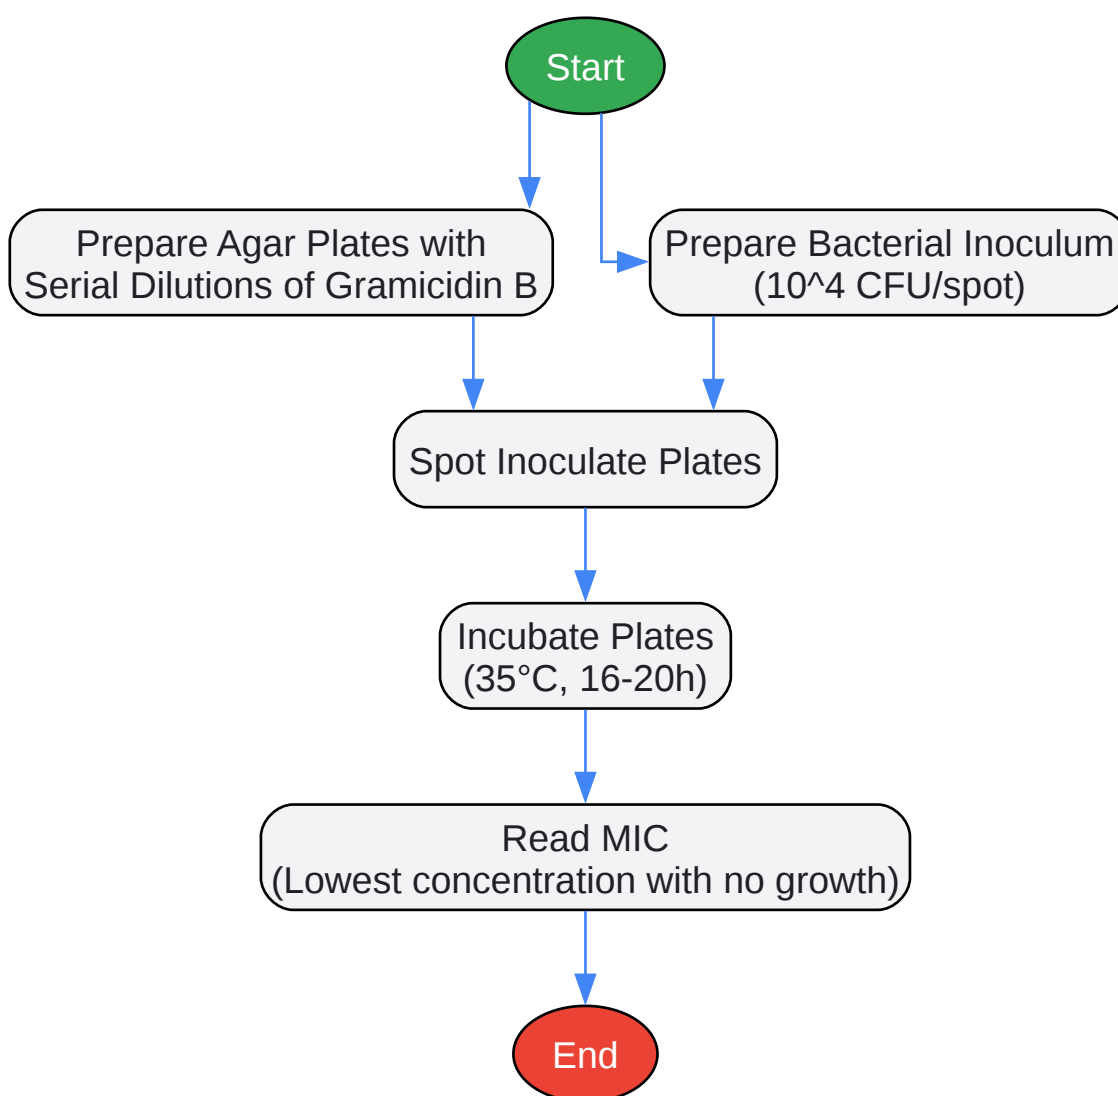 Start
Prepare Agar Plates with
Serial Dilutions of Gramicidin B
Prepare Bacterial Inoculum
(10^4 CFU/spot)
Spot Inoculate Plates
Incubate Plates
(35°C, 16-20h)
Read MIC
(Lowest concentration with no growth)
End